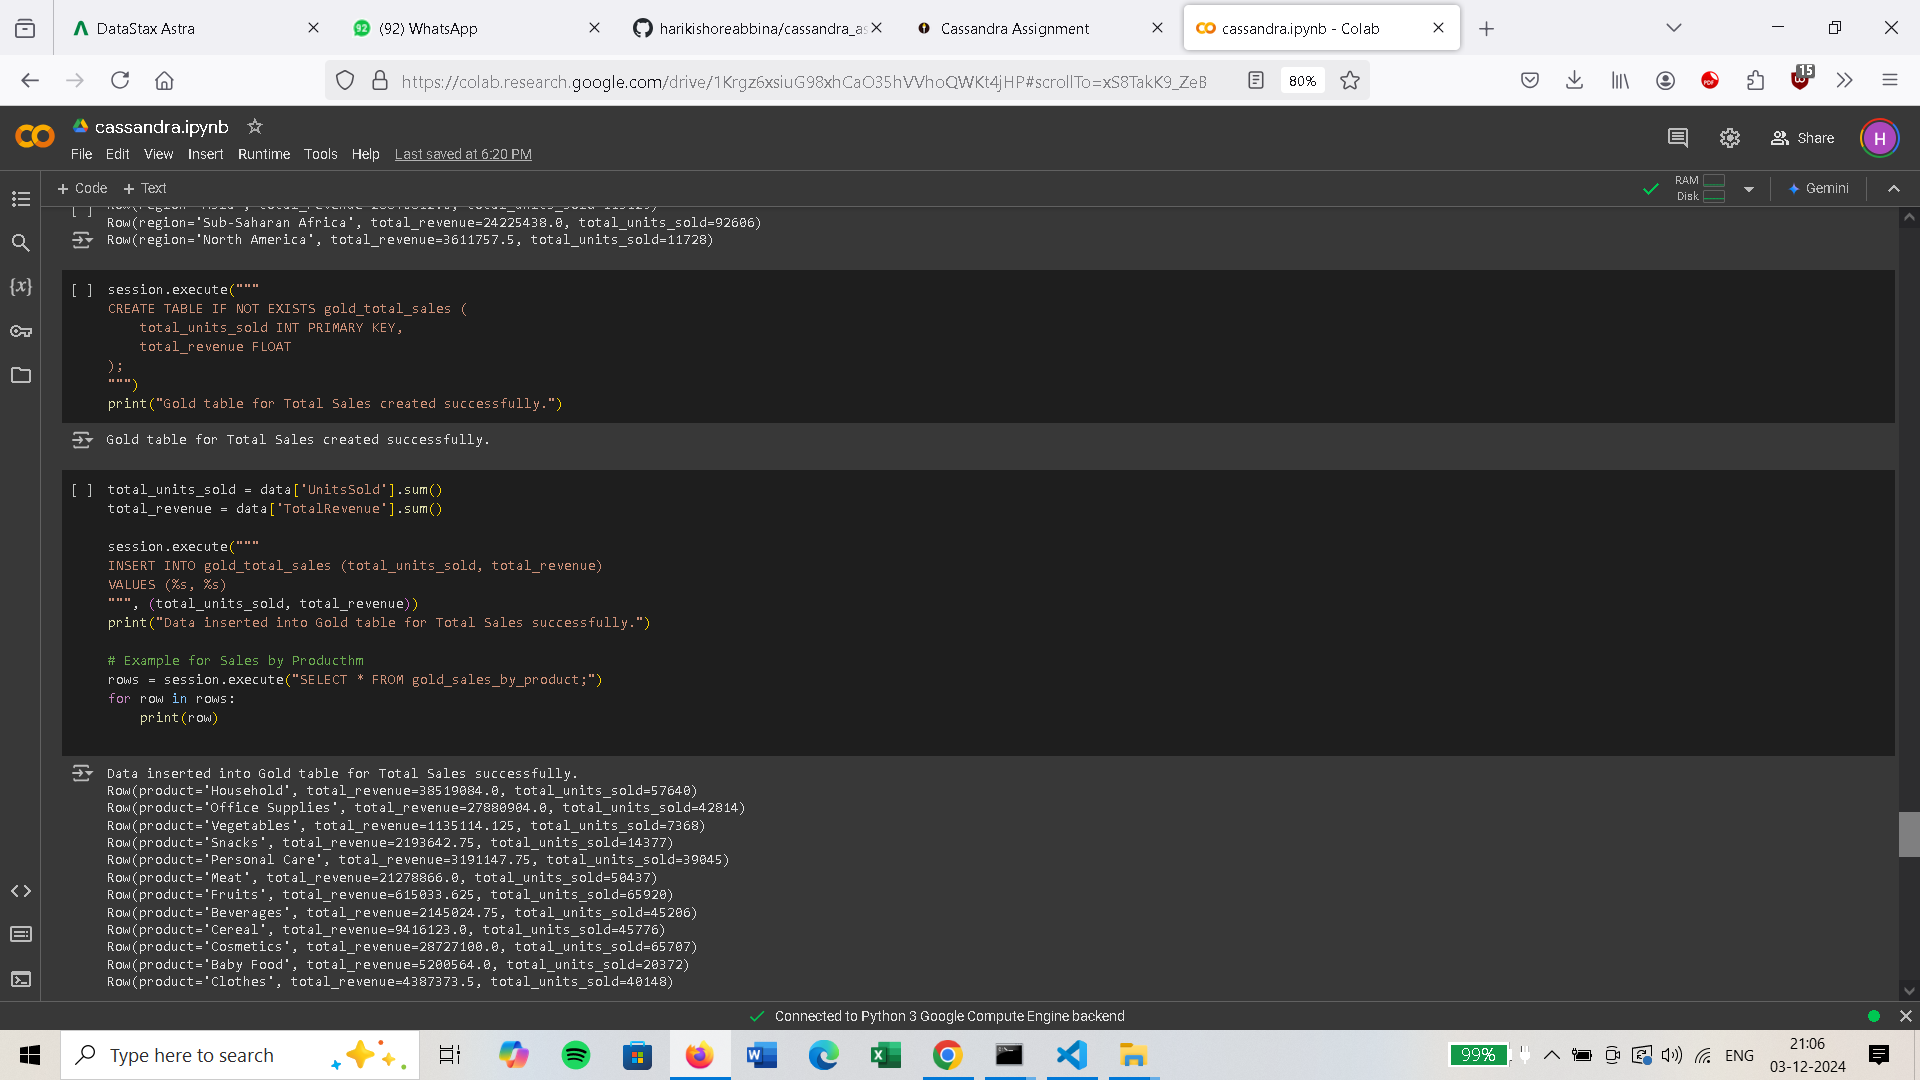 DataStax Astra
(92) WhatsApp
harikishoreabbina/cassandra_as
Cassandra Assignment
cassandra.ipynb - Colab
https://colab.research.google.com/drive/1Krgz6xsiuG98xhCaO35hVVhoQWKt4jHP#scrollTo=xS8TakK9_ZeB
80%
15
cassandra.ipynb
File Edit View Insert Runtime Tools Help Last saved at 6:20 PM
Share
H
+ Code + Text
RAM
Disk
Gemini
[ ]
Row(region='Sub-Saharan Africa', total_revenue=24225438.0, total_units_sold=92606)
Row(region='North America', total_revenue=3611757.5, total_units_sold=11728)
[ ] session.execute("""
CREATE TABLE IF NOT EXISTS gold_total_sales (
total_units_sold INT PRIMARY KEY,
total_revenue FLOAT
);
""")
print("Gold table for Total Sales created successfully.")
Gold table for Total Sales created successfully.
[ ] total_units_sold = data['UnitsSold'].sum()
total_revenue = data['TotalRevenue'].sum()
session.execute("""
INSERT INTO gold_total_sales (total_units_sold, total_revenue)
VALUES (%s, %s)
""", (total_units_sold, total_revenue))
print("Data inserted into Gold table for Total Sales successfully.")
# Example for Sales by Producthm
rows = session.execute("SELECT * FROM gold_sales_by_product;")
for row in rows:
print(row)
Data inserted into Gold table for Total Sales successfully.
Row(product='Household', total_revenue=38519084.0, total_units_sold=57640)
Row(product='Office Supplies', total_revenue=27880904.0, total_units_sold=42814)
Row(product='Vegetables', total_revenue=1135114.125, total_units_sold=7368)
Row(product='Snacks', total_revenue=2193642.75, total_units_sold=14377)
Row(product='Personal Care', total_revenue=3191147.75, total_units_sold=39045)
Row(product='Meat', total_revenue=21278866.0, total_units_sold=50437)
Row(product='Fruits', total_revenue=615033.625, total_units_sold=65920)
Row(product='Beverages', total_revenue=2145024.75, total_units_sold=45206)
Row(product='Cereal', total_revenue=9416123.0, total_units_sold=45776)
Row(product='Cosmetics', total_revenue=28727100.0, total_units_sold=65707)
Row(product='Baby Food', total_revenue=5200564.0, total_units_sold=20372)
Row(product='Clothes', total_revenue=4387373.5, total_units_sold=40148)
Connected to Python 3 Google Compute Engine backend
Type here to search
99%
ENG
21:06
03-12-2024